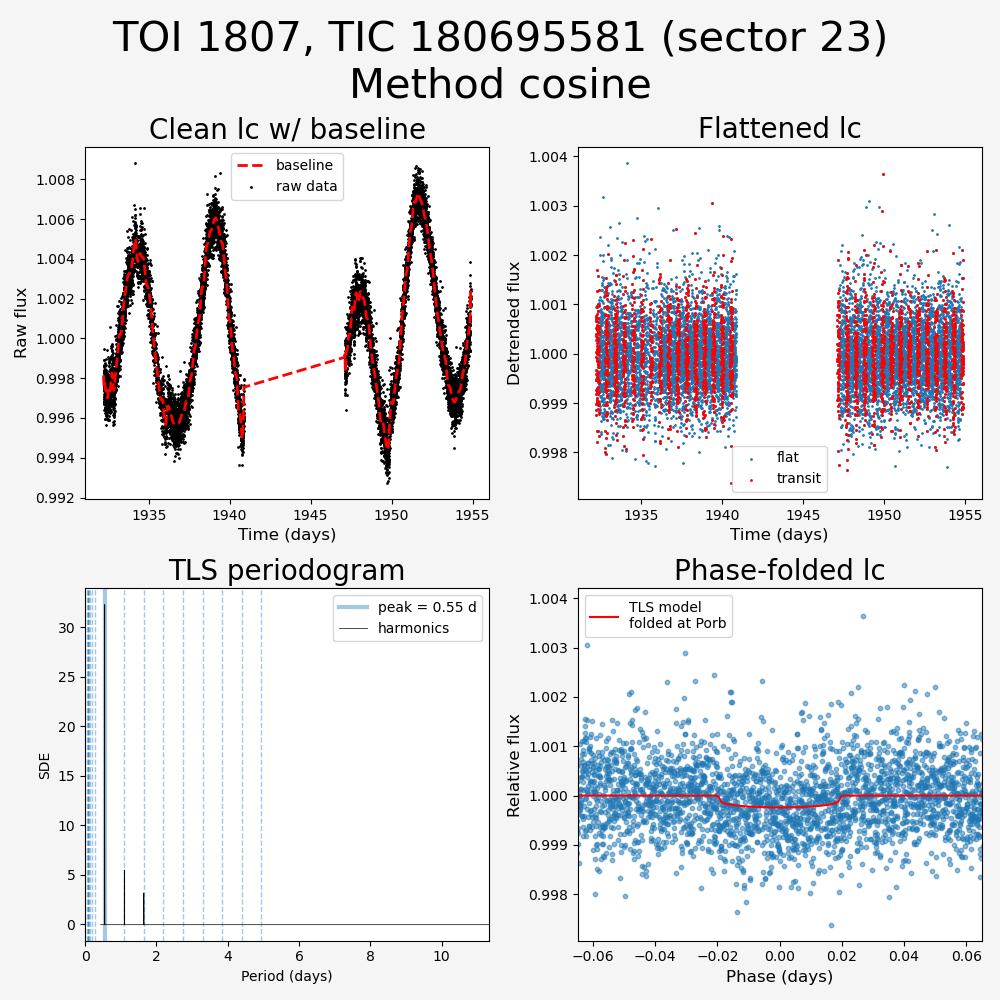 TOI 1807, TIC 180695581 (sector 23)
Method cosine
Clean lc w/ baseline
baseline
raw data
Raw flux
1.008
1.006
1.004
1.002
1.000
0.998
0.996
0.994
0.992
1935
1940
1945
1950
1955
Time (days)
Flattened lc
Detrended flux
1.004
1.003
1.002
1.001
1.000
0.999
0.998
flat
transit
1935
1940
1945
1950
1955
Time (days)
TLS periodogram
peak = 0.55 d
harmonics
SDE
30
25
20
15
10
5
0
0
2
4
6
8
10
Period (days)
Phase-folded lc
TLS model
folded at Porb
Relative flux
1.004
1.003
1.002
1.001
1.000
0.999
0.998
−0.06
−0.04
−0.02
0.00
0.02
0.04
0.06
Phase (days)